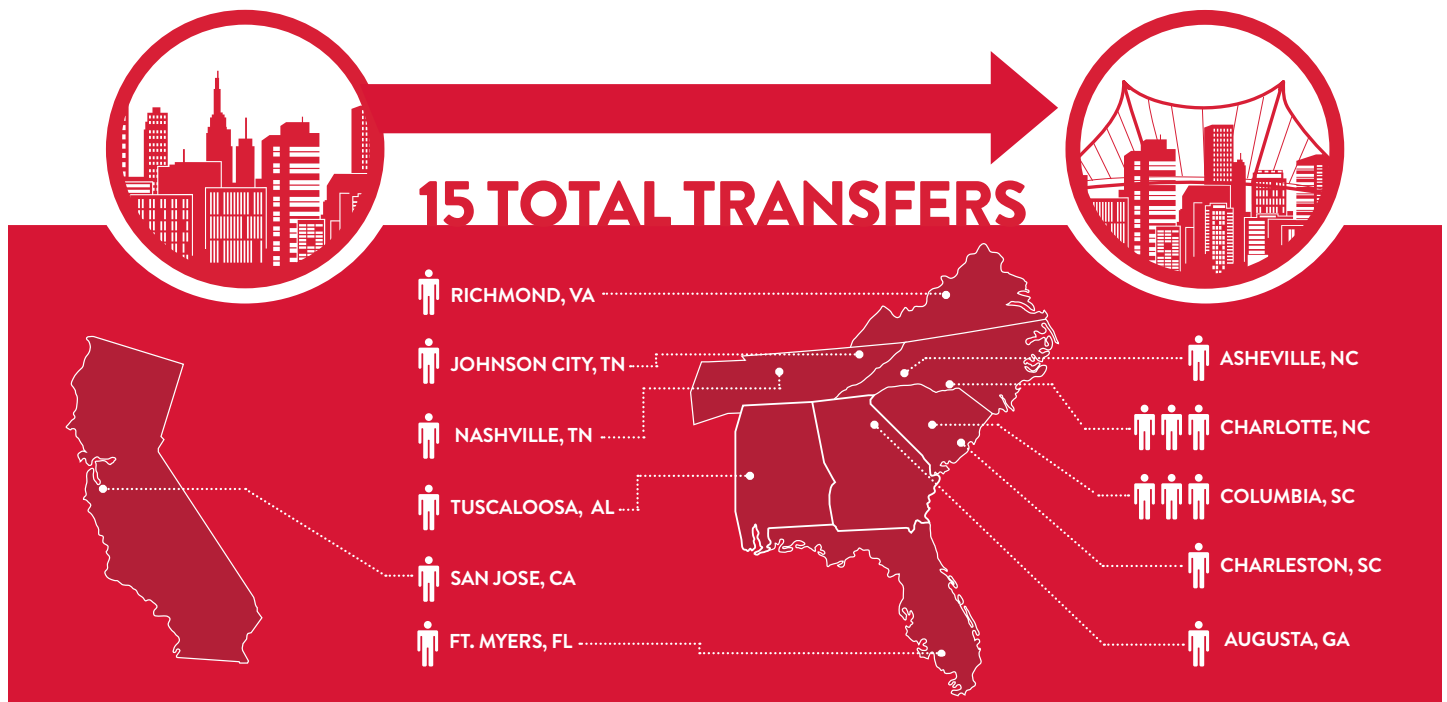 15 TOTAL TRANSFERS
RICHMOND, VA
JOHNSON CITY, TN
NASHVILLE, TN
TUSCALOOSA, AL
SAN JOSE, CA
FT. MYERS, FL
ASHEVILLE, NC
CHARLOTTE, NC
COLUMBIA, SC
CHARLESTON, SC
AUGUSTA, GA